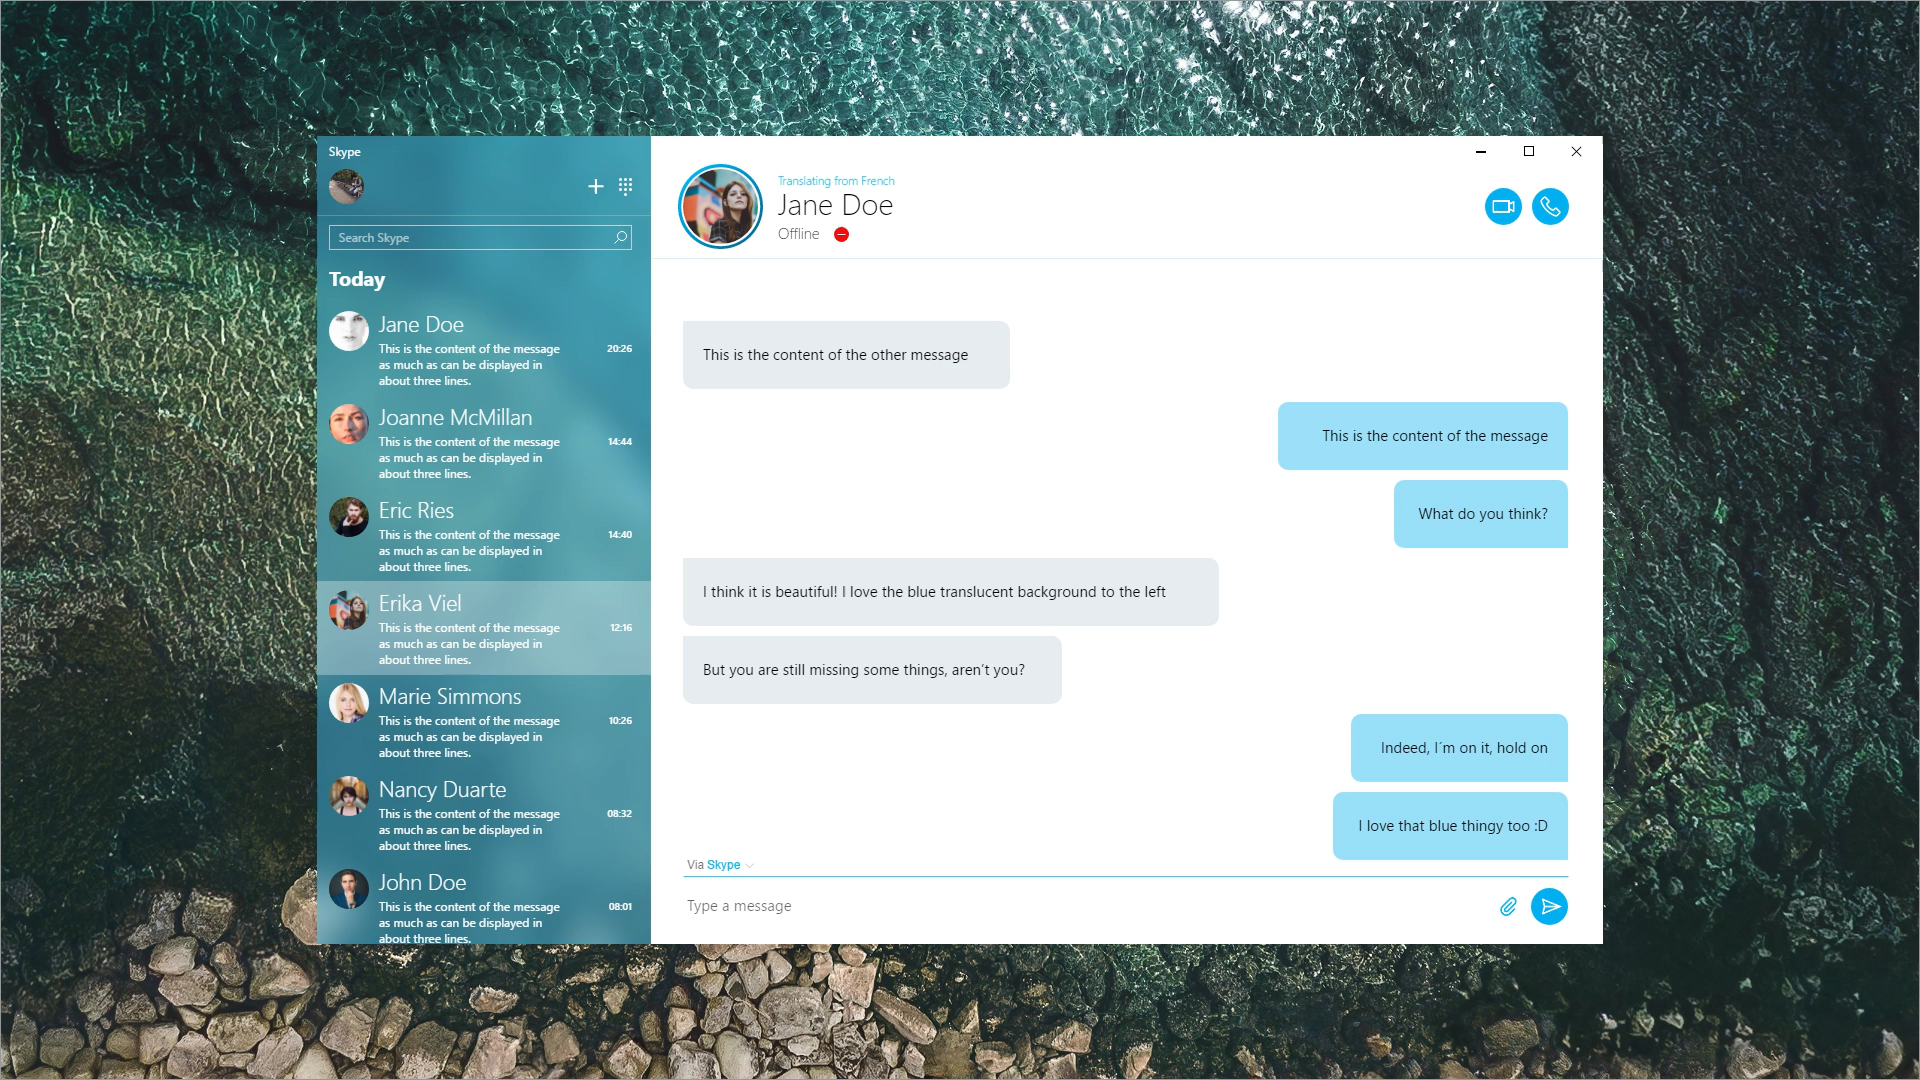 Skype
Search Skype
Today
Jane Doe
This is the content of the message
as much as can be displayed in
about three lines.
20:26
Joanne McMillan
This is the content of the message
as much as can be displayed in
about three lines.
14:44
Eric Ries
This is the content of the message
as much as can be displayed in
about three lines.
14:40
Erika Viel
This is the content of the message
as much as can be displayed in
about three lines.
12:16
Marie Simmons
This is the content of the message
as much as can be displayed in
about three lines.
10:26
Nancy Duarte
This is the content of the message
as much as can be displayed in
about three lines.
08:32
John Doe
This is the content of the message
as much as can be displayed in
about three lines.
08:01
Translating from French
Jane Doe
Offline
This is the content of the other message
This is the content of the message
What do you think?
I think it is beautiful! I love the blue translucent background to the left
But you are still missing some things, aren't you?
Indeed, I´m on it, hold on
I love that blue thingy too :D
Via Skype
Type a message